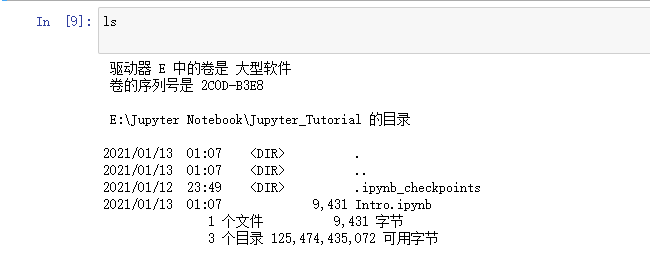 In [9]: ls
驱动器 E 中的卷是 大型软件
卷的序列号是 2C0D-B3E8
E:\Jupyter Notebook\Jupyter_Tutorial 的目录
2021/01/13 01:07 <DIR> .
2021/01/13 01:07 <DIR> ..
2021/01/12 23:49 <DIR> .ipynb_checkpoints
2021/01/13 01:07 9,431 Intro.ipynb
1 个文件 9,431 字节
3 个目录 125,474,435,072 可用字节